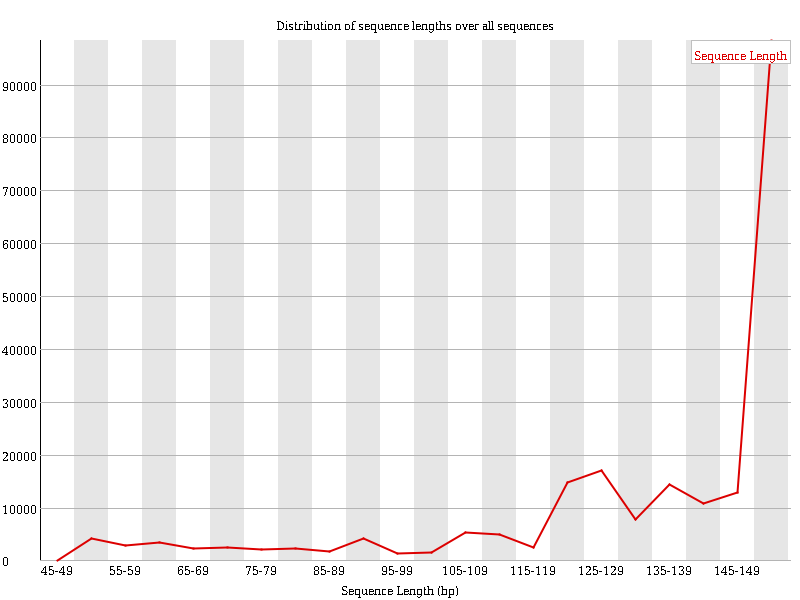 Distribution of sequence lengths over all sequences
Sequence Length
90000
80000
70000
60000
50000
40000
30000
20000
10000
0
45-49 55-59 65-69 75-79 85-89 95-99 105-109 115-119 125-129 135-139 145-149
Sequence Length (bp)